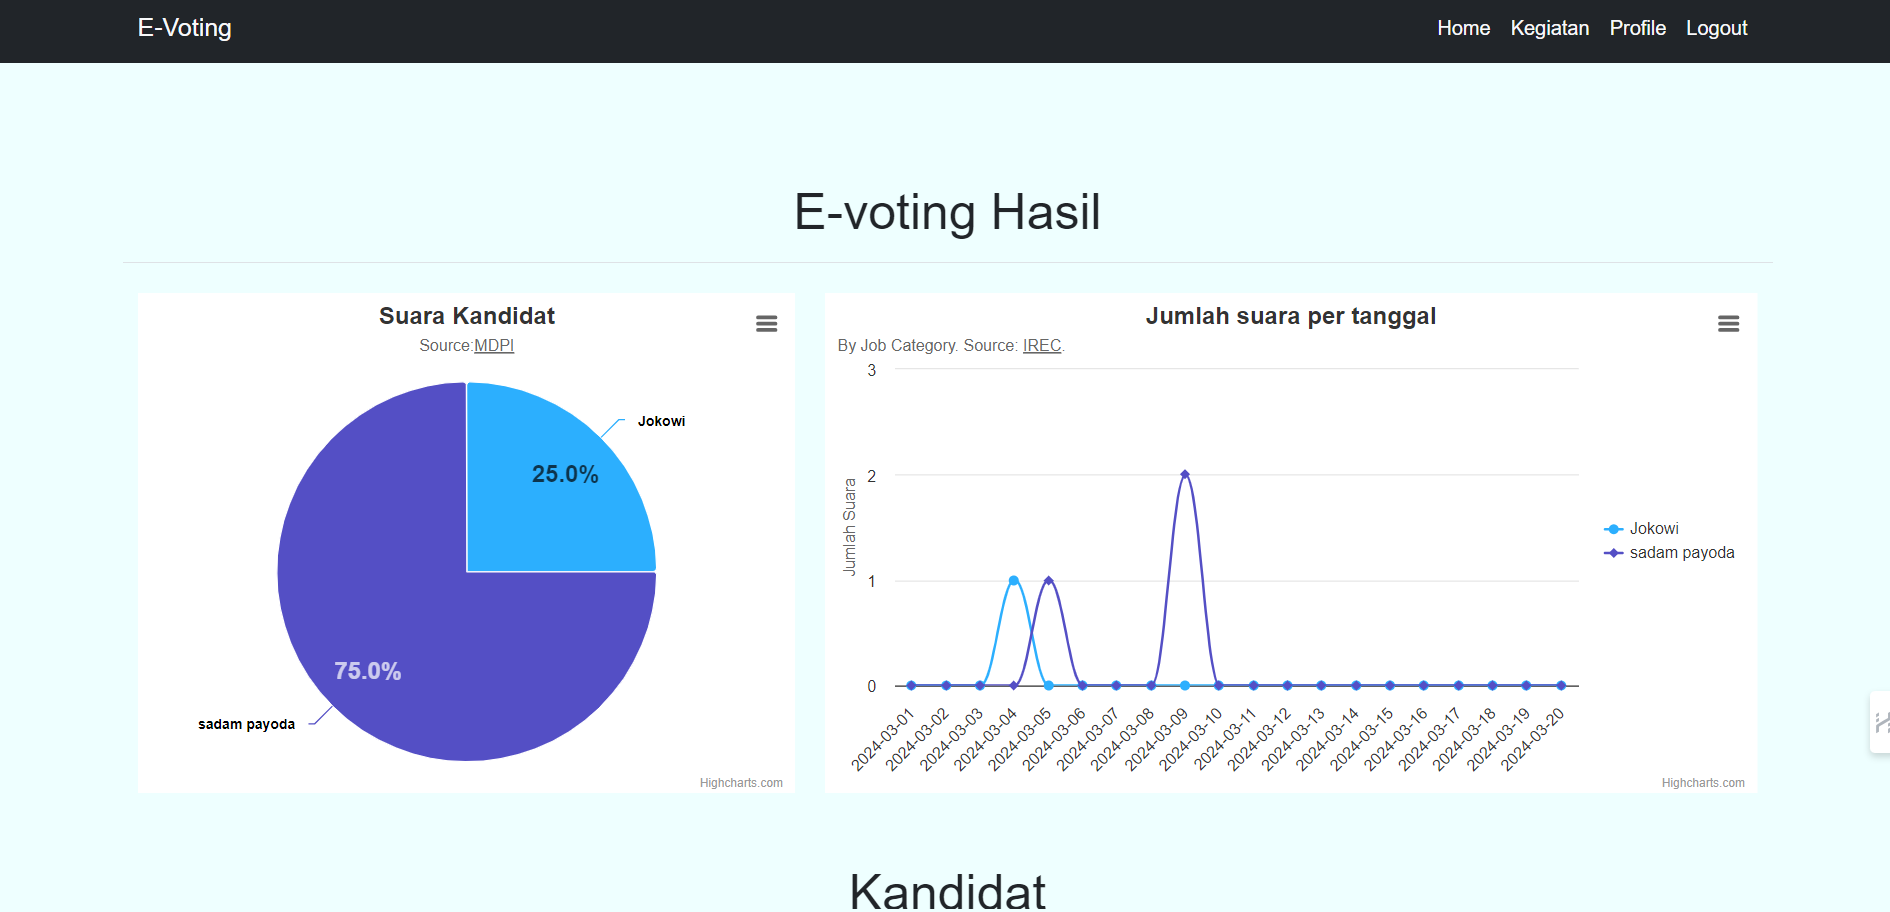 E-Voting
Home Kegiatan Profile Logout
E-voting Hasil
Suara Kandidat
Source:MDPI
Jokowi
25.0%
75.0%
sadam payoda
Highcharts.com
Jumlah suara per tanggal
By Job Category. Source: IREC.
Jumlah Suara
3
2
1
0
2024-03-01
2024-03-02
2024-03-03
2024-03-04
2024-03-05
2024-03-06
2024-03-07
2024-03-08
2024-03-09
2024-03-10
2024-03-11
2024-03-12
2024-03-13
2024-03-14
2024-03-15
2024-03-16
2024-03-17
2024-03-18
2024-03-19
2024-03-20
Jokowi
sadam payoda
Highcharts.com
Kandidat